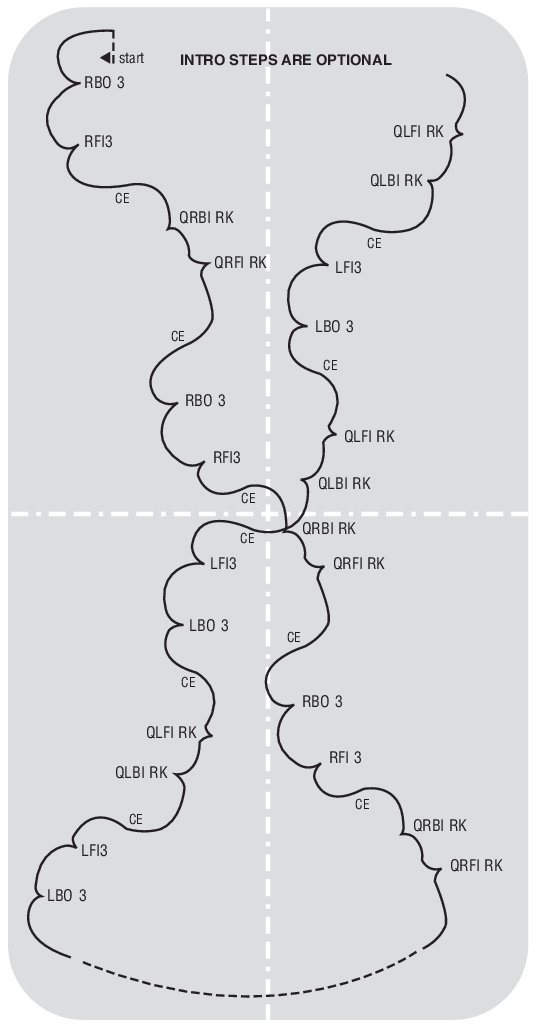 start
INTRO STEPS ARE OPTIONAL
RBO 3
RFI3
CE
QRBI RK
QRFI RK
CE
RBO 3
RFI3
CE
QRBI RK
QRFI RK
CE
RBO 3
RFI 3
CE
QRBI RK
QRFI RK
LBO 3
LFI3
CE
QLBI RK
QLFI RK
CE
LBO 3
LFI3
CE
QLBI RK
QLFI RK
CE
LBO 3
LFI3
CE
QLBI RK
QLFI RK